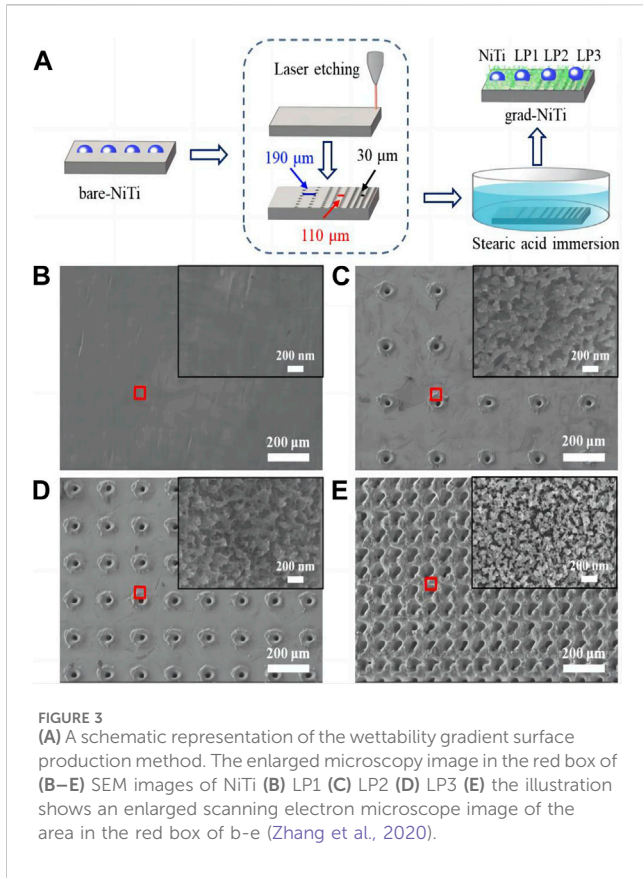 A
Laser etching
NiTi LP1 LP2 LP3
grad-NiTi
190 µm
30 µm
bare-NiTi
110 µm
Stearic acid immersion
B
200 nm
200 µm
C
200 nm
200 µm
D
200 nm
200 µm
E
200 nm
200 µm
FIGURE 3
(A) A schematic representation of the wettability gradient surface
production method. The enlarged microscopy image in the red box of
(B–E) SEM images of NiTi (B) LP1 (C) LP2 (D) LP3 (E) the illustration
shows an enlarged scanning electron microscope image of the
area in the red box of b-e (Zhang et al., 2020).